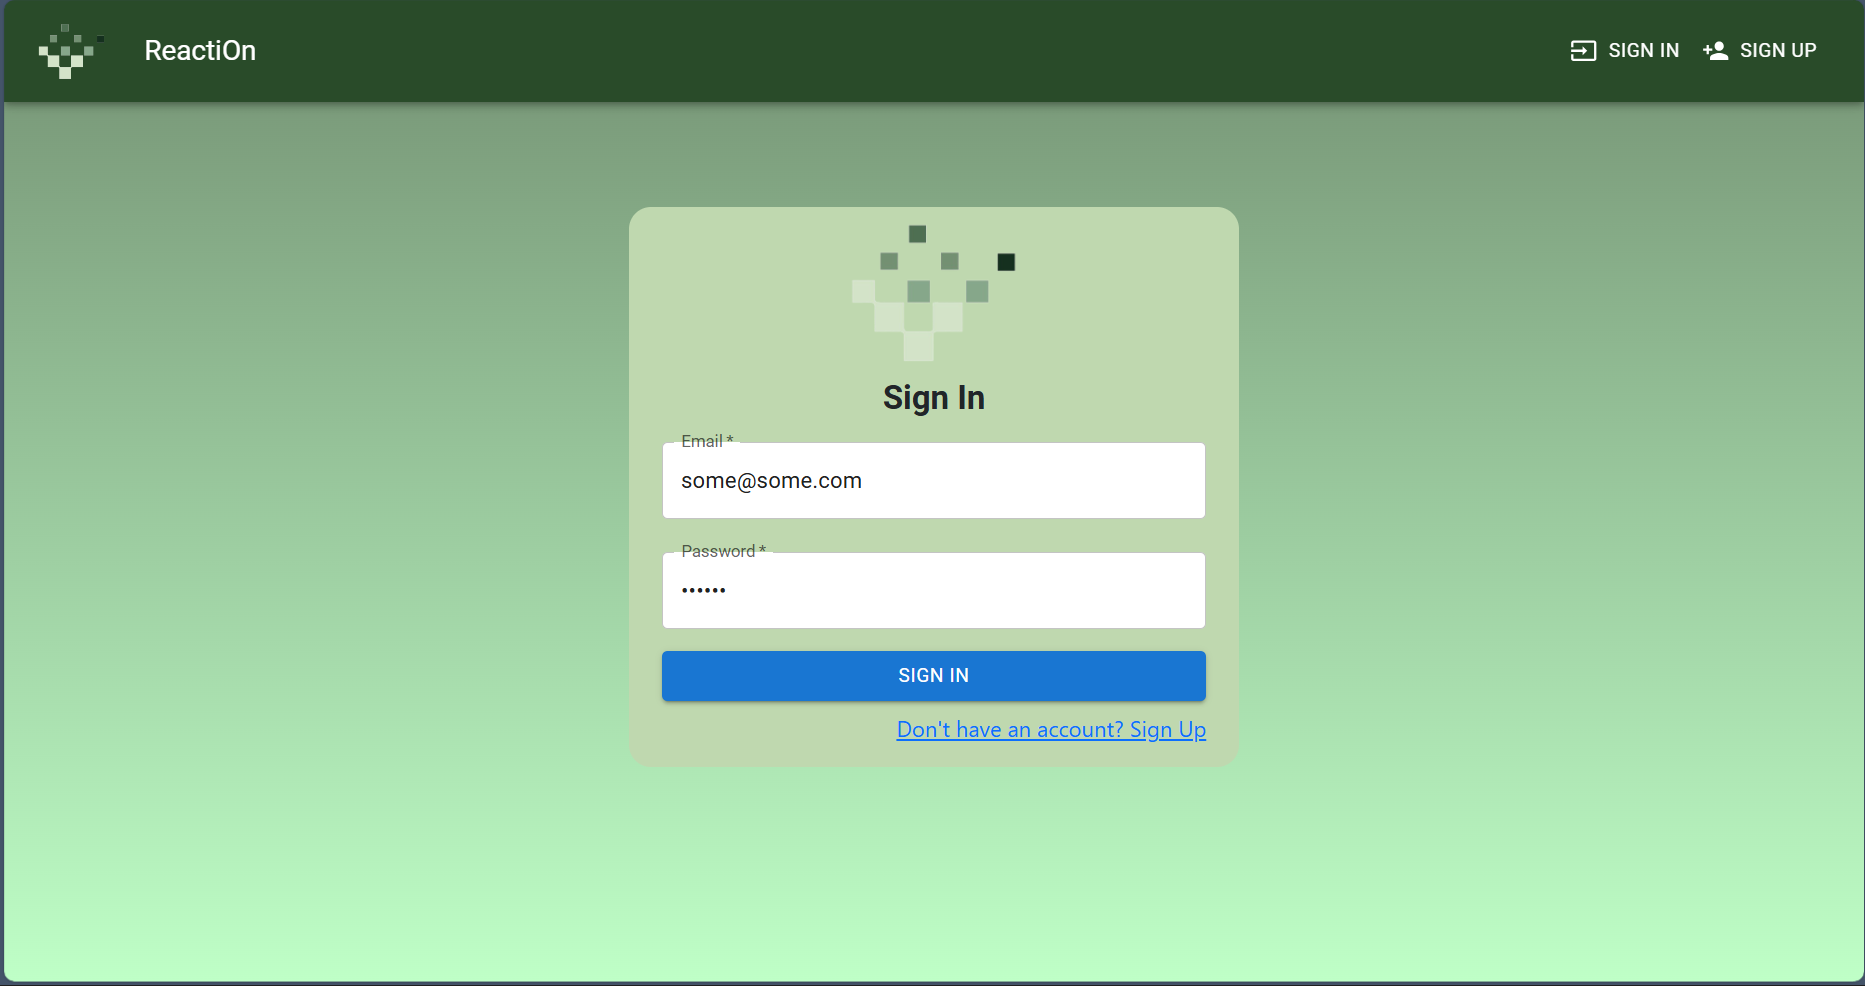 ReactiOn
SIGN IN
SIGN UP
Sign In
Email *
some@some.com
Password *
••••••
SIGN IN
Don't have an account? Sign Up